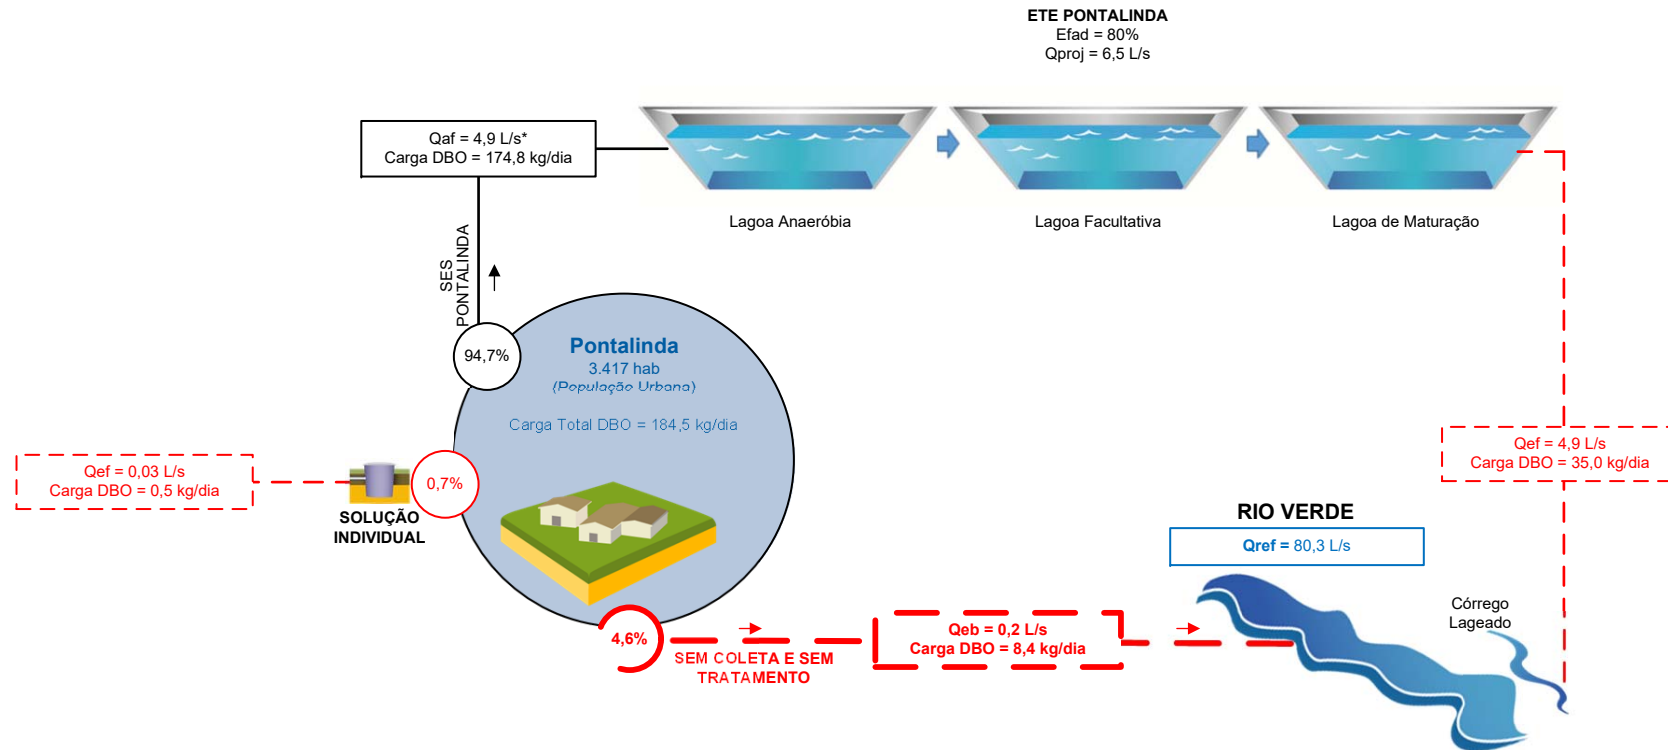 ETE PONTALINDA
Efad = 80%
Qproj = 6,5 L/s
Qaf = 4,9 L/s*
Carga DBO = 174,8 kg/dia
Lagoa Anaeróbia
Lagoa Facultativa
Lagoa de Maturação
SES
PONTALINDA
94,7%
Pontalinda
3.417 hab
(População Urbana)
Carga Total DBO = 184,5 kg/dia
Qef = 0,03 L/s
Carga DBO = 0,5 kg/dia
0,7%
SOLUÇÃO
INDIVIDUAL
Qef = 4,9 L/s
Carga DBO = 35,0 kg/dia
RIO VERDE
Qref = 80,3 L/s
Córrego
Lageado
4,6%
SEM COLETA E SEM
TRATAMENTO
Qeb = 0,2 L/s
Carga DBO = 8,4 kg/dia